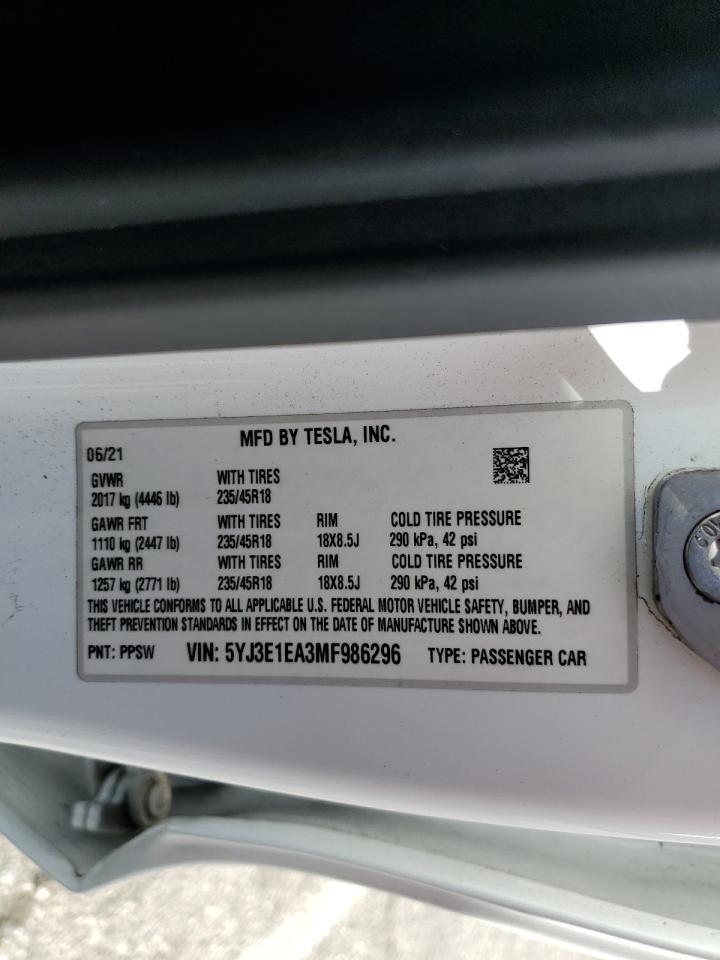 MFD BY TESLA, INC.
06/21
GVWR WITH TIRES
2017 kg (4446 lb) 235/45R18
GAWR FRT WITH TIRES RIM COLD TIRE PRESSURE
1110 kg (2447 lb) 235/45R18 18X8.5J 290 kPa, 42 psi
GAWR RR WITH TIRES RIM COLD TIRE PRESSURE
1257 kg (2771 lb) 235/45R18 18X8.5J 290 kPa, 42 psi
THIS VEHICLE CONFORMS TO ALL APPLICABLE U.S. FEDERAL MOTOR VEHICLE SAFETY, BUMPER, AND
THEFT PREVENTION STANDARDS IN EFFECT ON THE DATE OF MANUFACTURE SHOWN ABOVE.
PNT: PPSW VIN: 5YJ3E1EA3MF986296 TYPE: PASSENGER CAR